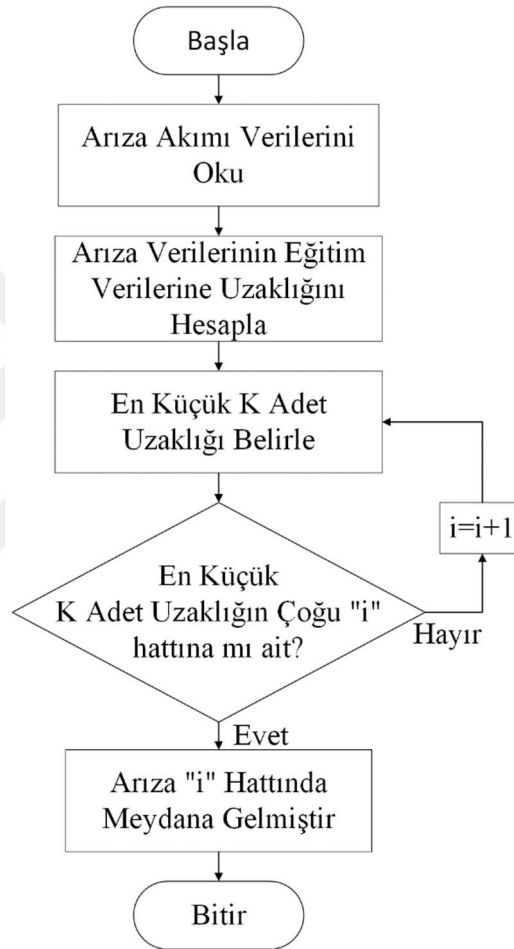 Başla
Arıza Akımı Verilerini
Oku
Arıza Verilerinin Eğitim
Verilerine Uzaklığını
Hesapla
En Küçük K Adet
Uzaklığı Belirle
i=i+1
En Küçük
K Adet Uzaklığın Çoğu "i"
hattına mı ait?
Hayır
Evet
Arıza "i" Hattında
Meydana Gelmiştir
Bitir